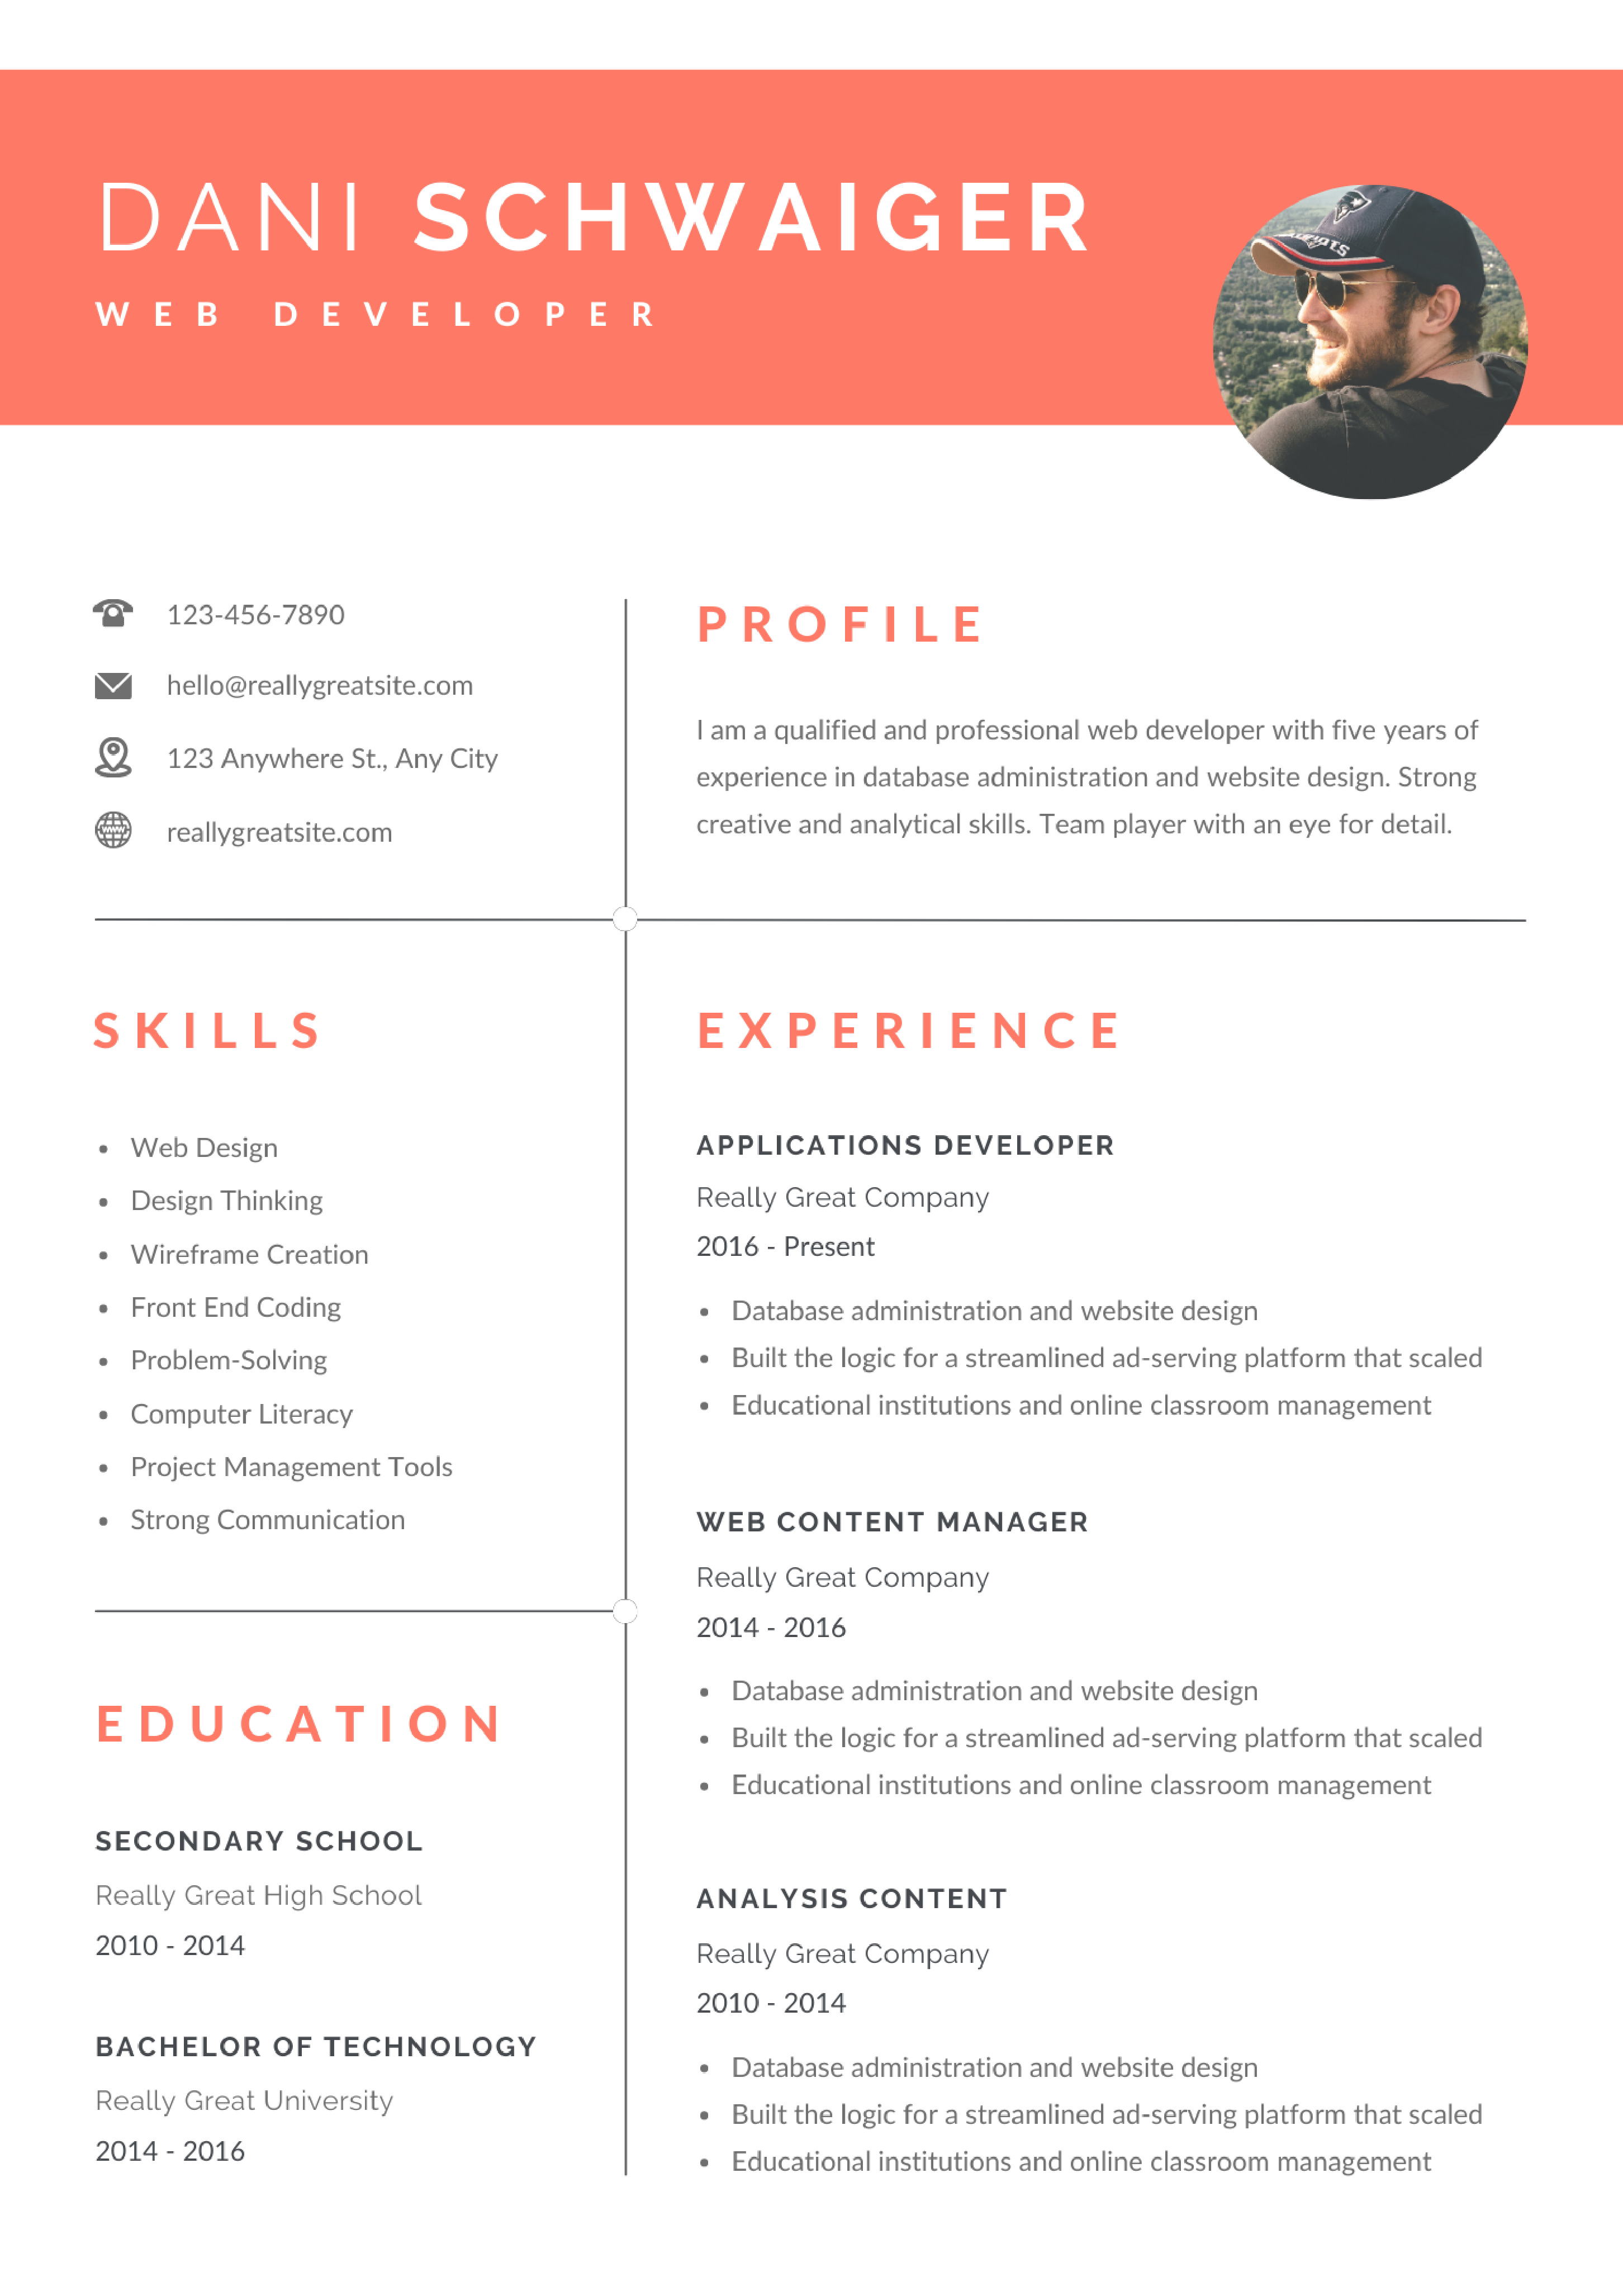 DANI SCHWAIGER
WEB DEVELOPER
123-456-7890
hello@reallygreatsite.com
123 Anywhere St., Any City
www
reallygreatsite.com
PROFILE
I am a qualified and professional web developer with five years of
experience in database administration and website design. Strong
creative and analytical skills. Team player with an eye for detail.
SKILLS
• Web Design
• Design Thinking
• Wireframe Creation
• Front End Coding
• Problem-Solving
• Computer Literacy
• Project Management Tools
• Strong Communication
EDUCATION
SECONDARY SCHOOL
Really Great High School
2010 - 2014
BACHELOR OF TECHNOLOGY
Really Great University
2014 - 2016
EXPERIENCE
APPLICATIONS DEVELOPER
Really Great Company
2016 - Present
• Database administration and website design
• Built the logic for a streamlined ad-serving platform that scaled
• Educational institutions and online classroom management
WEB CONTENT MANAGER
Really Great Company
2014 - 2016
• Database administration and website design
• Built the logic for a streamlined ad-serving platform that scaled
• Educational institutions and online classroom management
ANALYSIS CONTENT
Really Great Company
2010 - 2014
• Database administration and website design
• Built the logic for a streamlined ad-serving platform that scaled
• Educational institutions and online classroom management